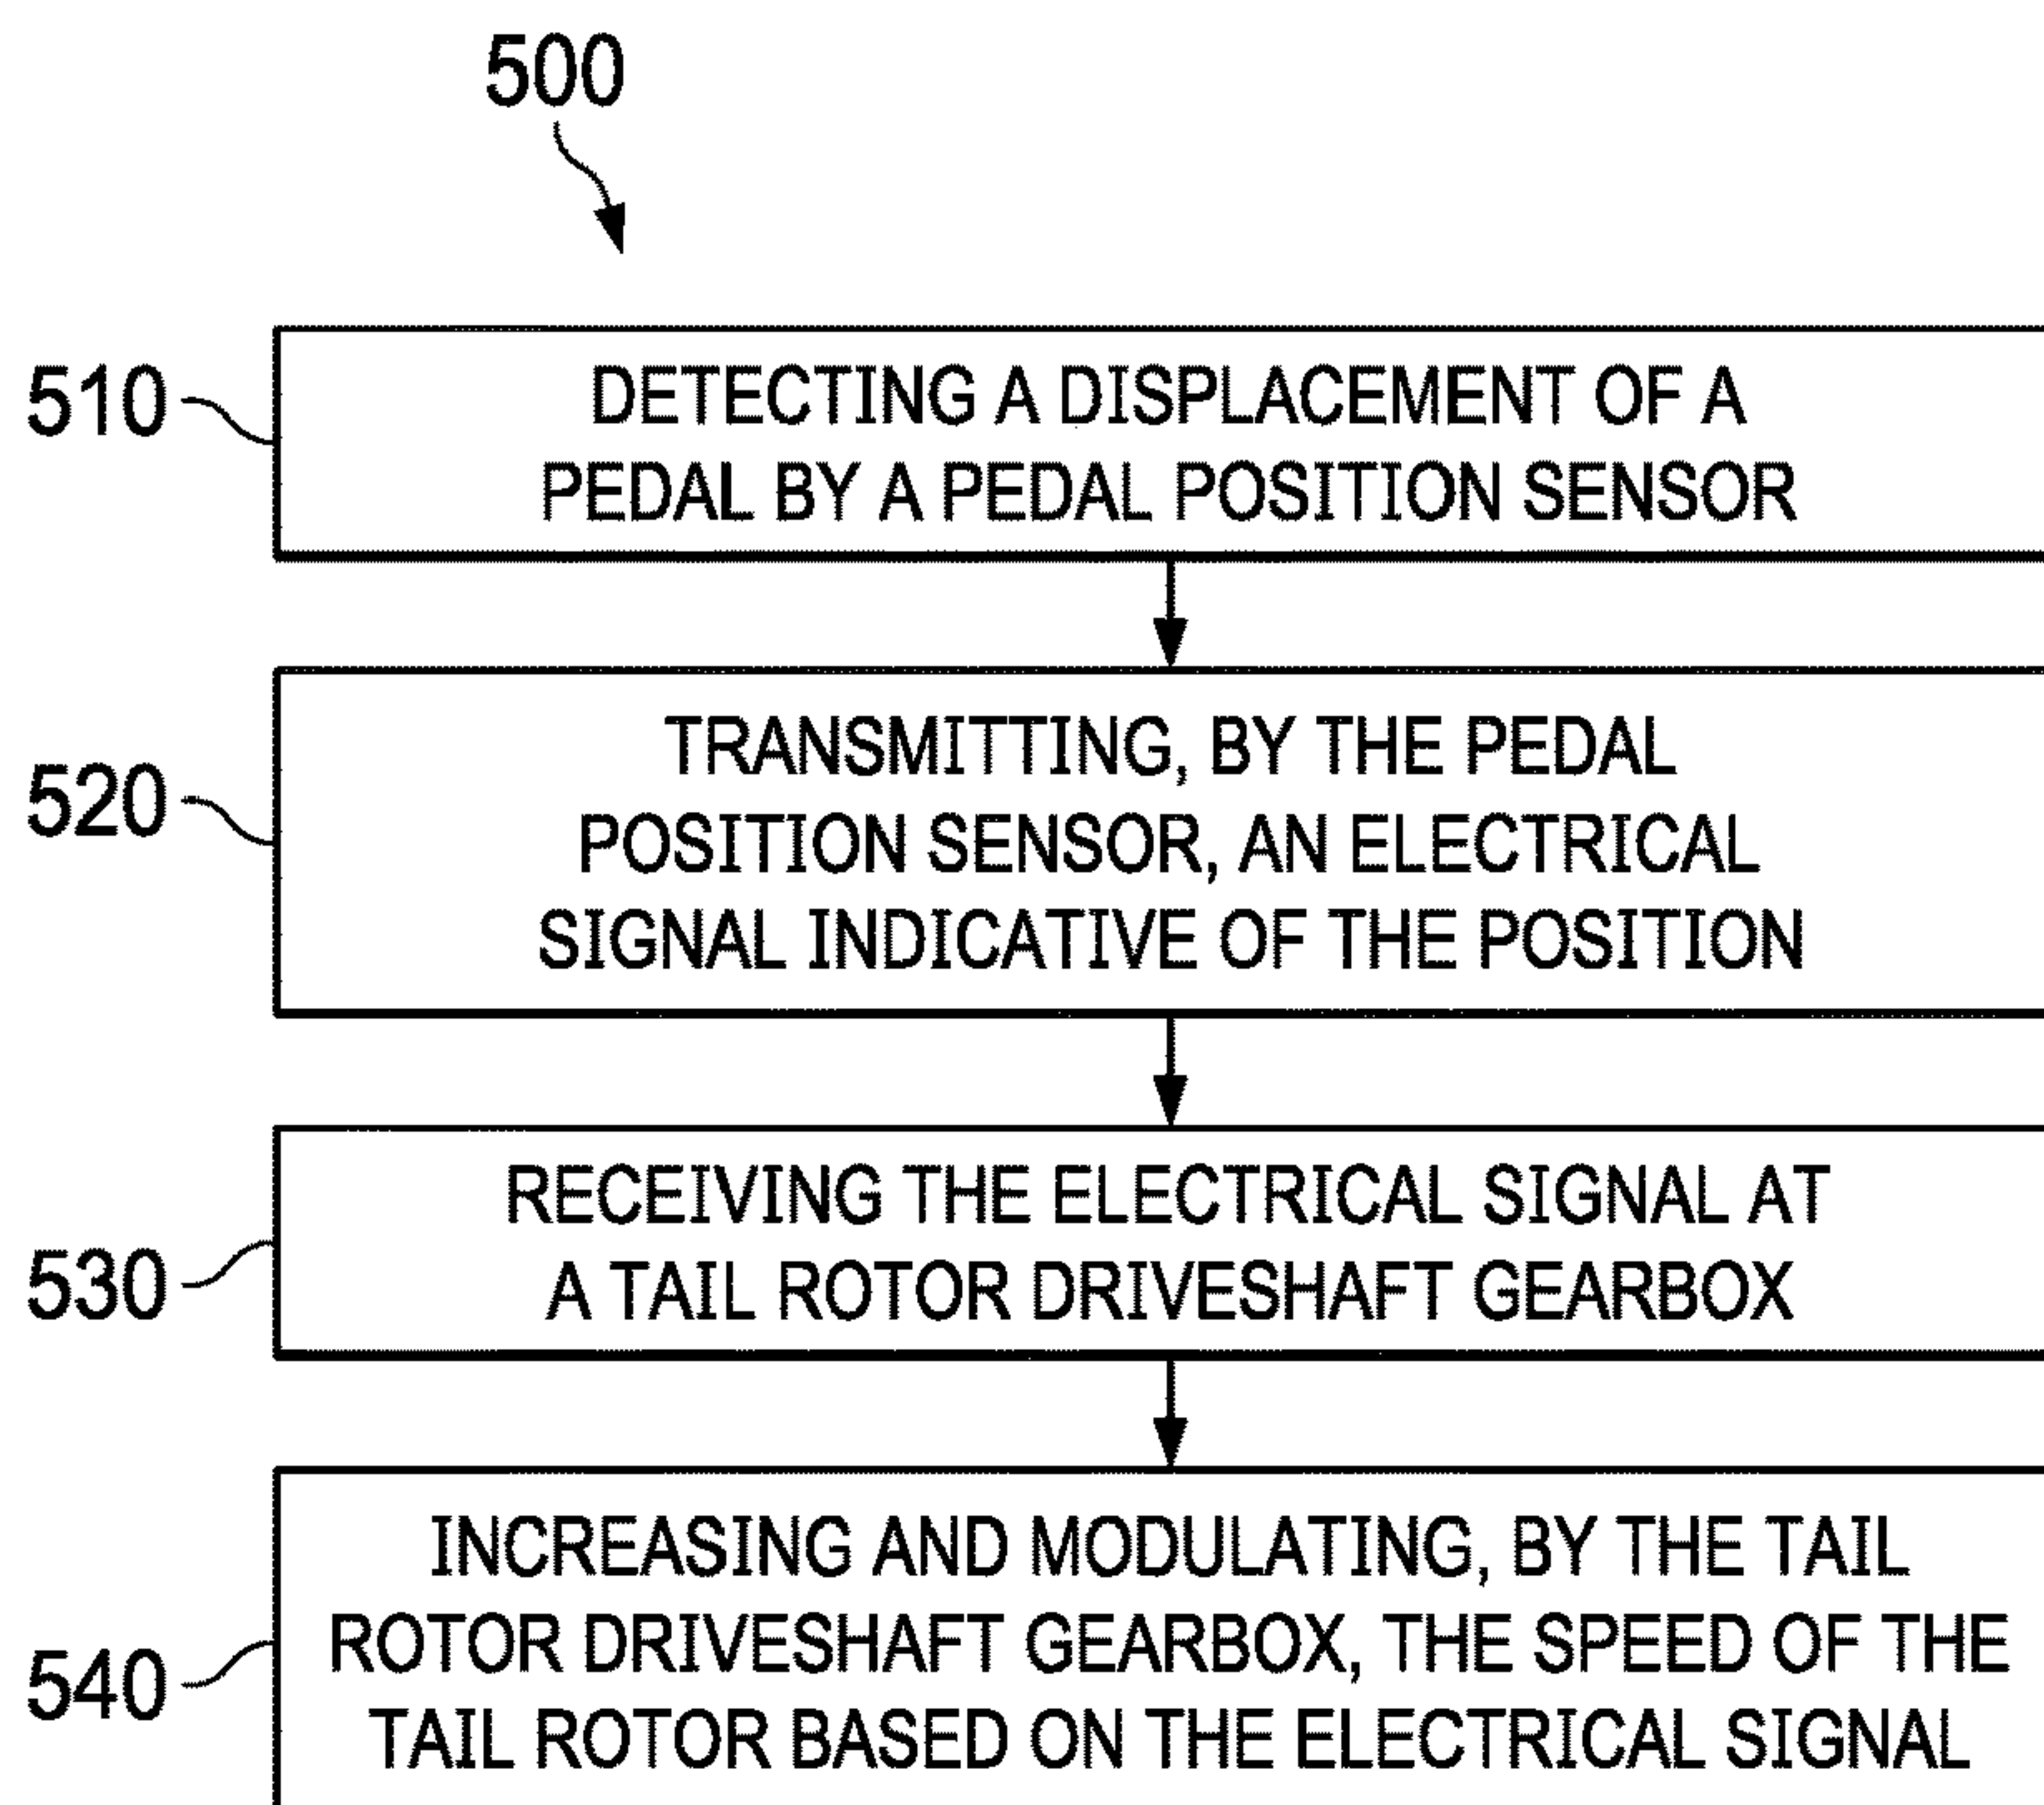 500
510
DETECTING A DISPLACEMENT OF A
PEDAL BY A PEDAL POSITION SENSOR
520
TRANSMITTING, BY THE PEDAL
POSITION SENSOR, AN ELECTRICAL
SIGNAL INDICATIVE OF THE POSITION
530
RECEIVING THE ELECTRICAL SIGNAL AT
A TAIL ROTOR DRIVESHAFT GEARBOX
540
INCREASING AND MODULATING, BY THE TAIL
ROTOR DRIVESHAFT GEARBOX, THE SPEED OF THE
TAIL ROTOR BASED ON THE ELECTRICAL SIGNAL